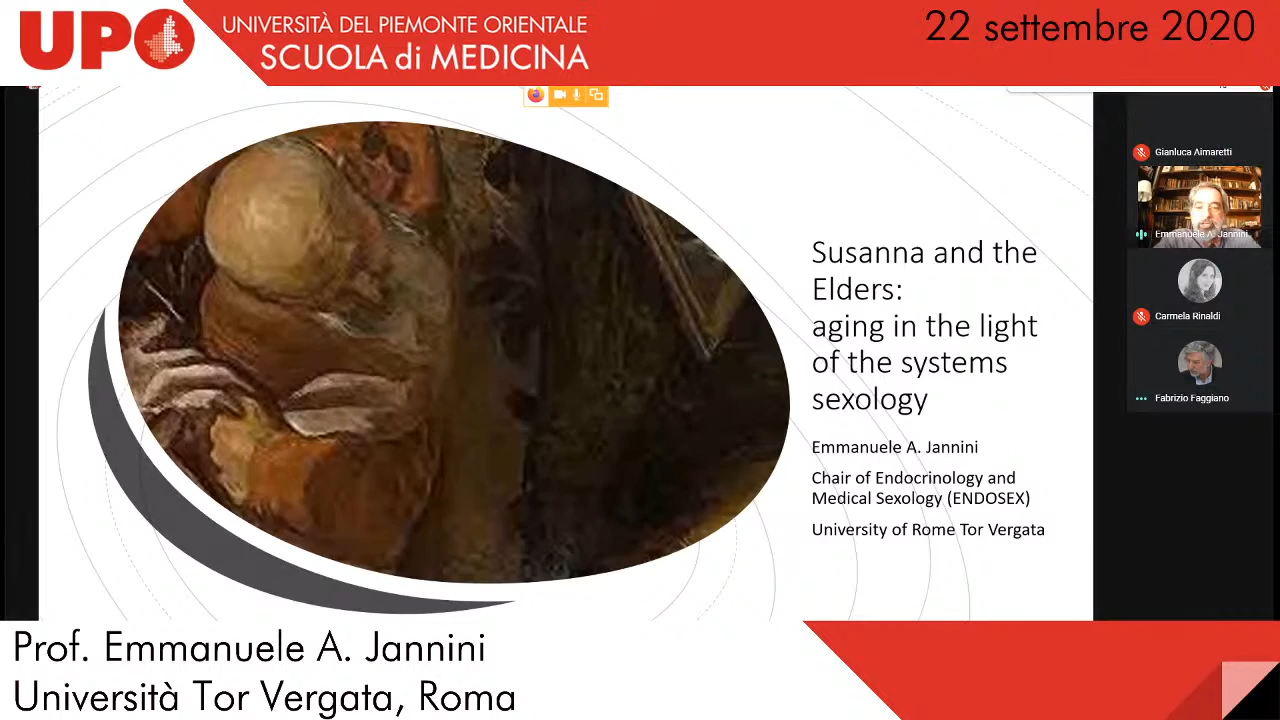 UPO
UNIVERSITÀ DEL PIEMONTE ORIENTALE
SCUOLA di MEDICINA
22 settembre 2020
Gianluca Aimaretti
Emmanuele A. Jannini
Carmela Rinaldi
Fabrizio Faggiano
Susanna and the
Elders:
aging in the light
of the systems
sexology
Emmanuele A. Jannini
Chair of Endocrinology and
Medical Sexology (ENDOSEX)
University of Rome Tor Vergata
Prof. Emmanuele A. Jannini
Università Tor Vergata, Roma